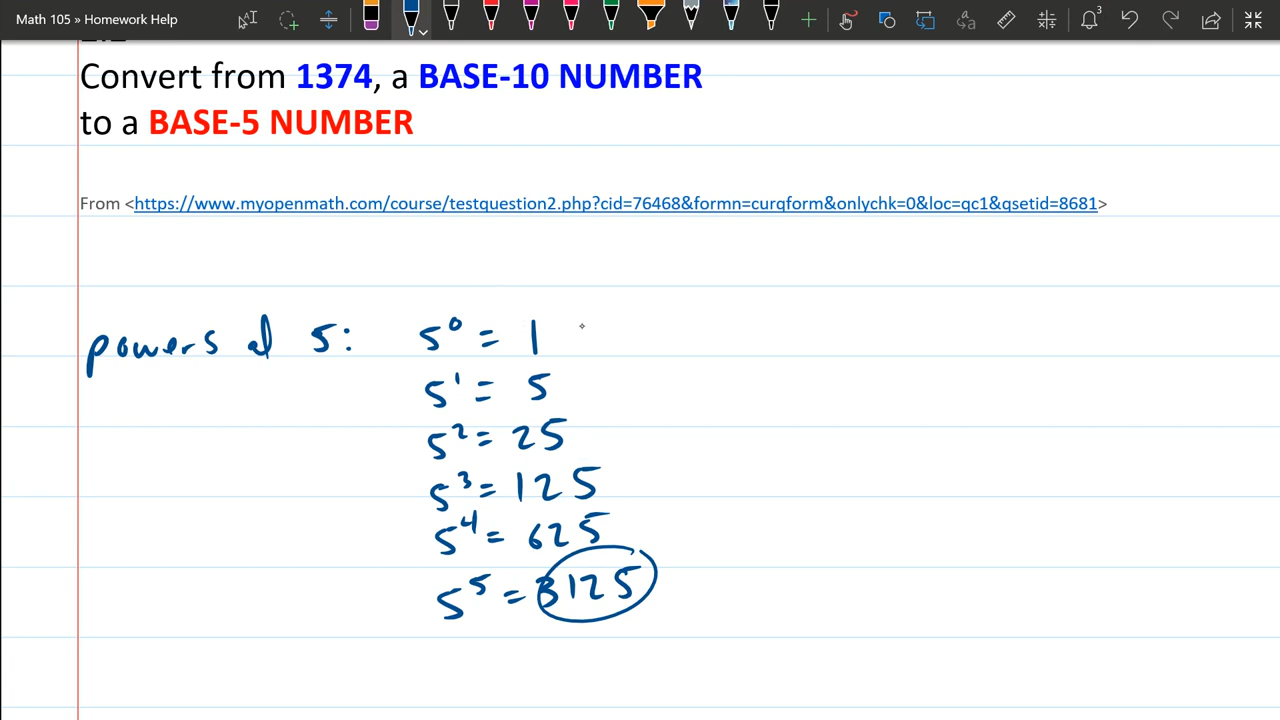 Math 105 » Homework Help
3
Convert from 1374, a BASE-10 NUMBER
to a BASE-5 NUMBER
From <https://www.myopenmath.com/course/testquestion2.php?cid=76468&formn=curqform&onlychk=0&loc=qc1&qsetid=8681>
powers of 5: 5⁰ = 1
5¹ = 5
5² = 25
5³ = 125
5⁴ = 625
5⁵ = 3125